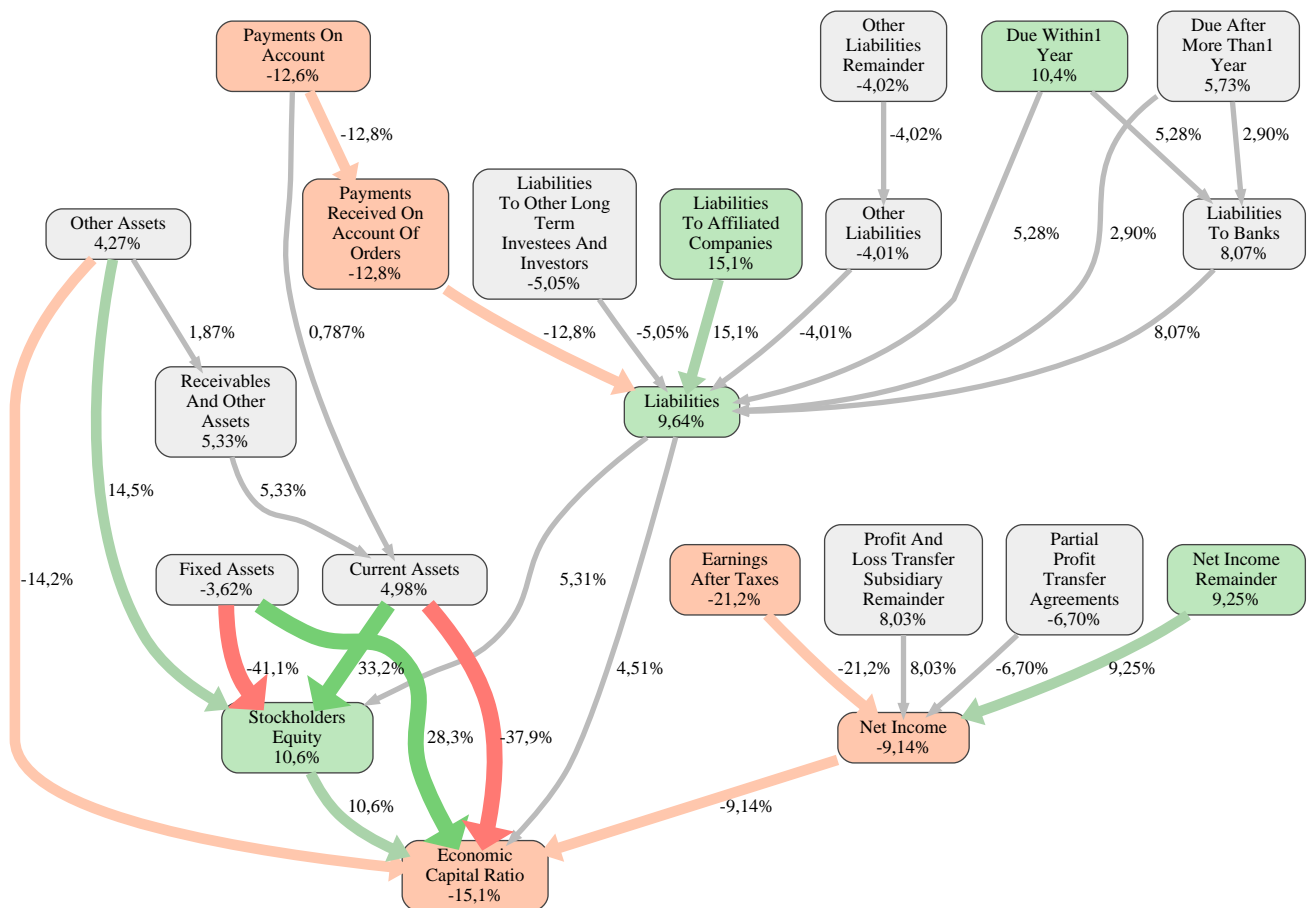 Payments On
Account
-12,6%
Other
Liabilities
Remainder
-4,02%
Due Within1
Year
10,4%
Due After
More Than1
Year
5,73%
-12,8%
-4,02%
5,28%
2,90%
Other Assets
4,27%
Payments
Received On
Account Of
Orders
-12,8%
Liabilities
To Other Long
Term
Investees And
Investors
-5,05%
Liabilities
To Affiliated
Companies
15,1%
Other
Liabilities
-4,01%
5,28%
2,90%
Liabilities
To Banks
8,07%
1,87%
0,787%
-12,8%
-5,05%
15,1%
-4,01%
8,07%
Receivables
And Other
Assets
5,33%
Liabilities
9,64%
14,5%
5,33%
-14,2%
Fixed Assets
-3,62%
Current Assets
4,98%
5,31%
Earnings
After Taxes
-21,2%
Profit And
Loss Transfer
Subsidiary
Remainder
8,03%
Partial
Profit
Transfer
Agreements
-6,70%
Net Income
Remainder
9,25%
-41,1%
33,2%
4,51%
-21,2%
8,03%
-6,70%
9,25%
Stockholders
Equity
10,6%
28,3%
-37,9%
Net Income
-9,14%
10,6%
-9,14%
Economic
Capital Ratio
-15,1%